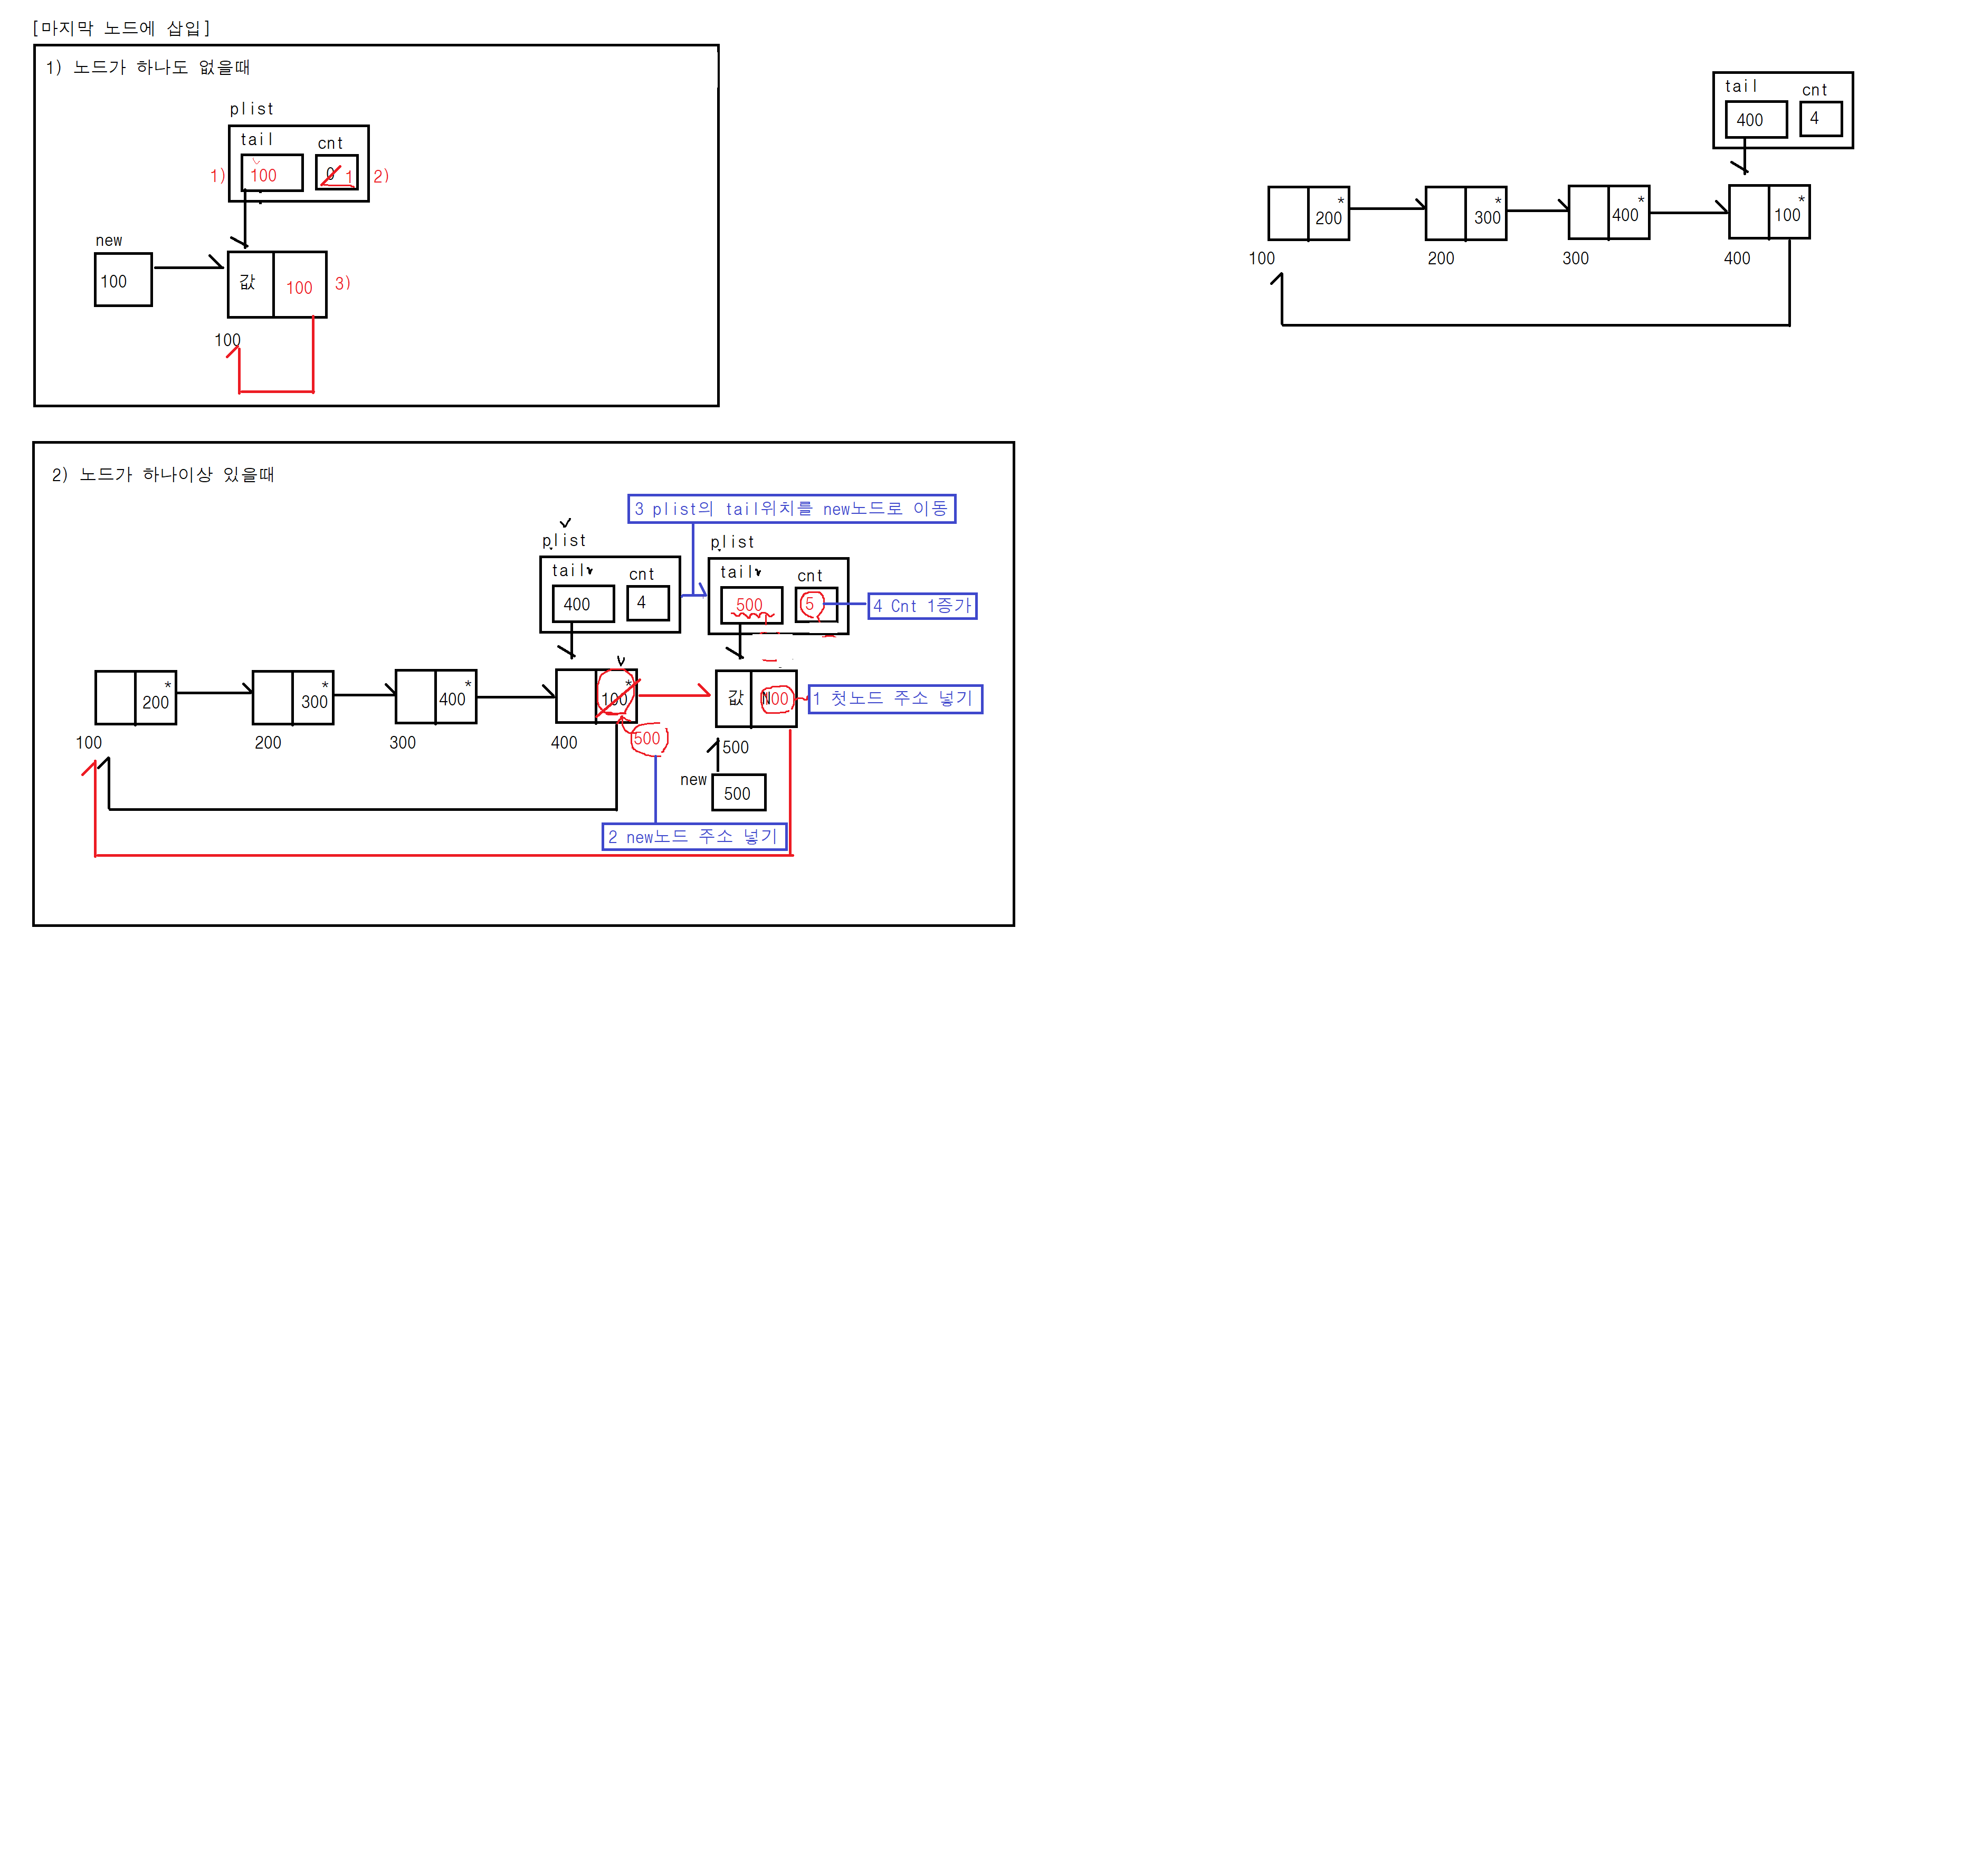 [마지막 노드에 삽입]
1) 노드가 하나도 없을때
plist
tail cnt
1) 100 0 1 2)
new
100
값 100 3)
100
tail cnt
400 4
200 * 300 * 400 * 100 *
100 200 300 400
2) 노드가 하나이상 있을때
3 plist의 tail위치를 new노드로 이동
plist plist
tail cnt tail cnt
400 4 500 5 4 Cnt 1증가
200 * 300 * 400 * 100 * 값 1 첫노드 주소 넣기
100 200 300 400 500 500
new 500
2 new노드 주소 넣기